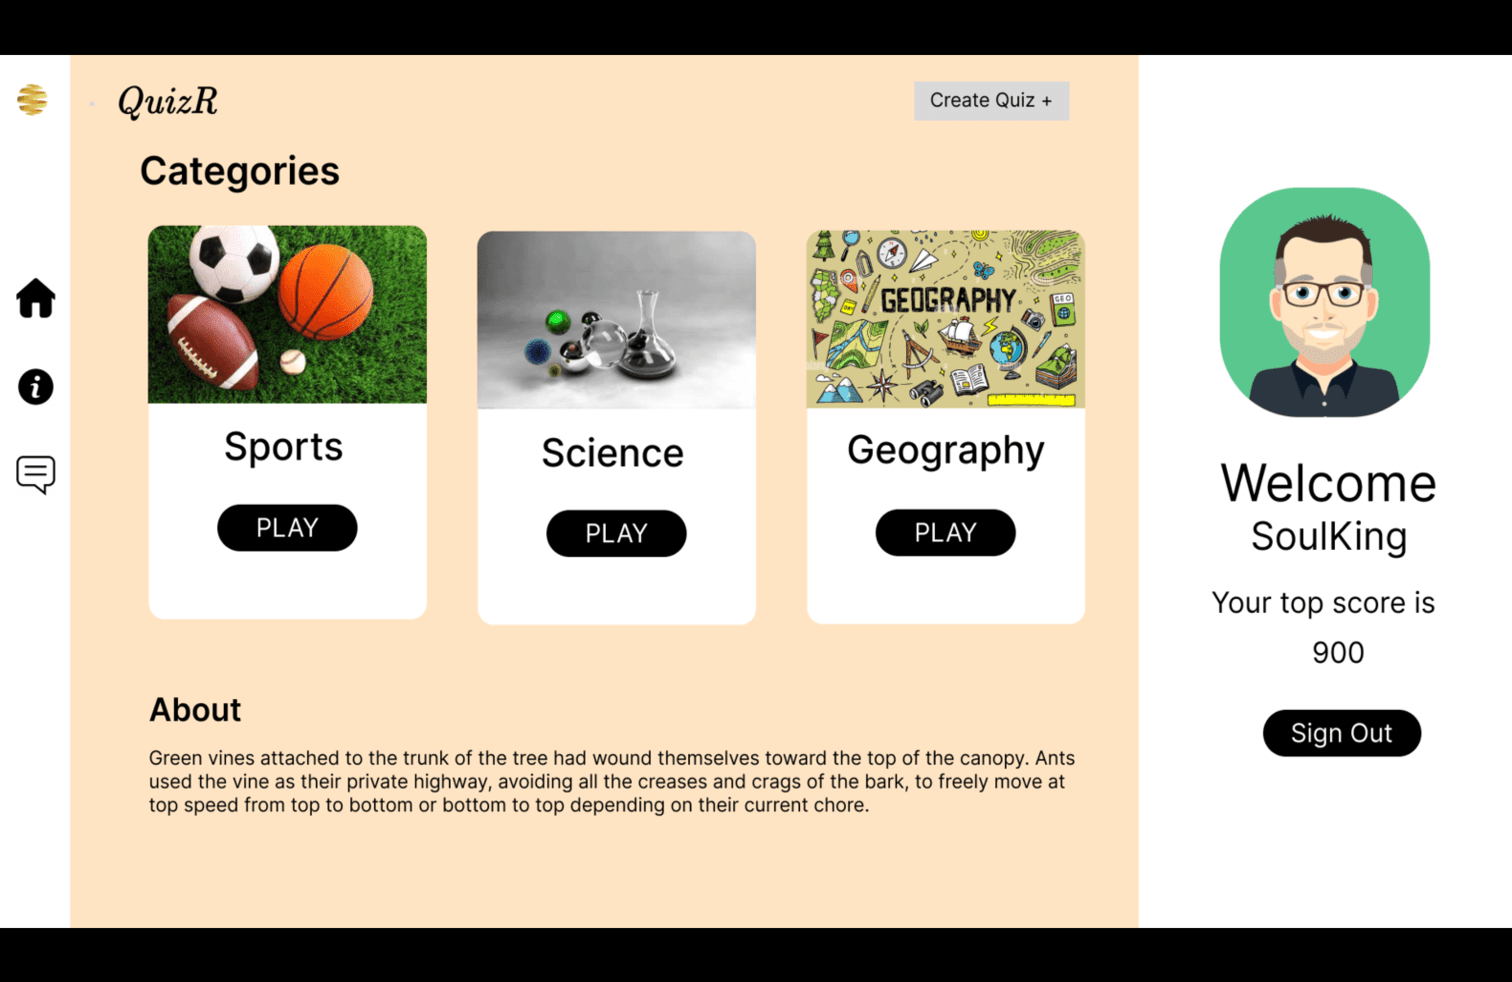 QuizR
Create Quiz +
Categories
GEOGRAPHY
GEO
Sports
Science
Geography
PLAY
PLAY
PLAY
Welcome
SoulKing
Your top score is
900
Sign Out
About
Green vines attached to the trunk of the tree had wound themselves toward the top of the canopy. Ants
used the vine as their private highway, avoiding all the creases and crags of the bark, to freely move at
top speed from top to bottom or bottom to top depending on their current chore.